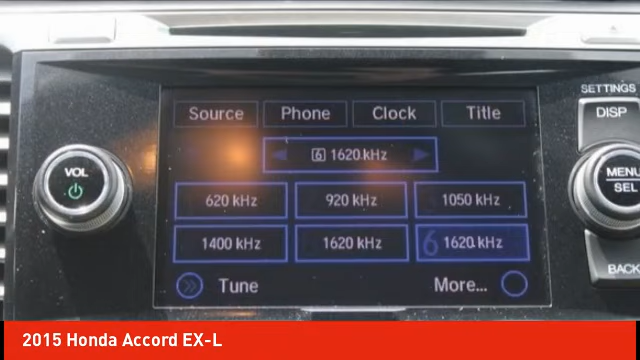 SETTINGS
DISP
Source Phone Clock Title
6 1620 kHz
VOL
MENU
SEL
620 kHz 920 kHz 1050 kHz
1400 kHz 1620 kHz 6 1620 kHz
BACK
Tune More...
2015 Honda Accord EX-L